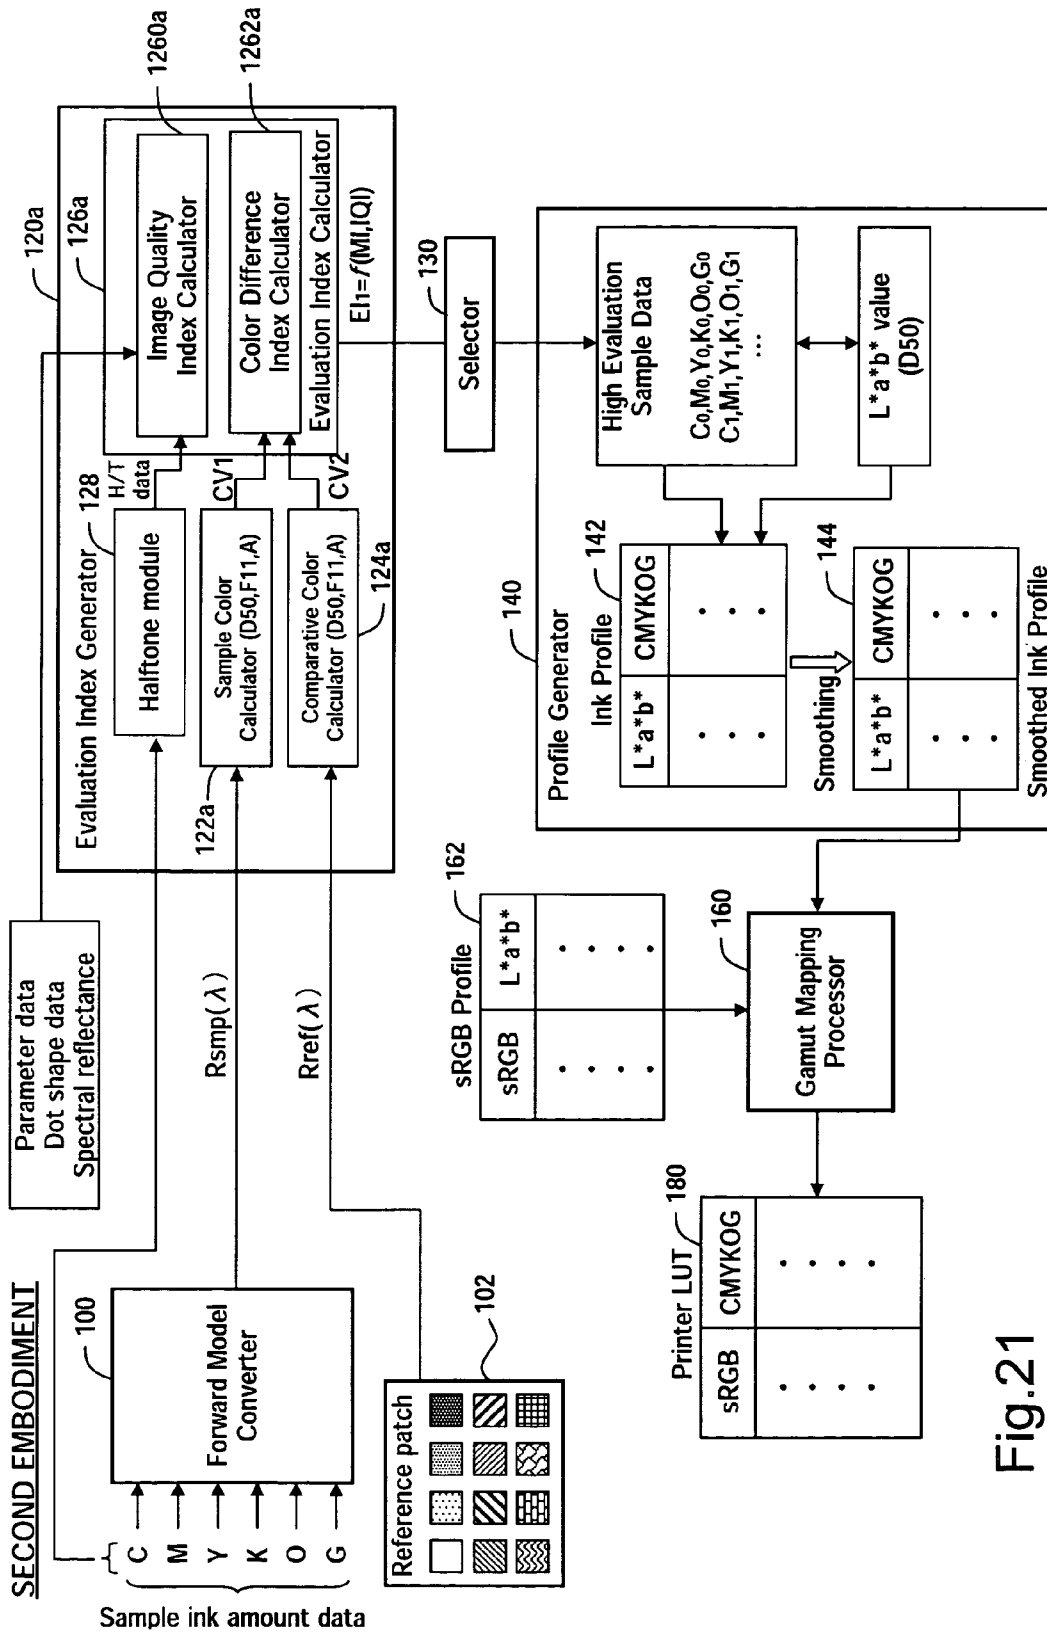 SECOND EMBODIMENT
Sample ink amount data
C
M
Y
K
O
G
100
Forward Model
Converter
Reference patch
102
Parameter data
Dot shape data
Spectral reflectance
Rsmp(λ)
Rref(λ)
120a
Evaluation Index Generator
128
Halftone module
H/T
data
122a
Sample Color
Calculator (D50,F11,A)
CV1
Comparative Color
Calculator (D50,F11,A)
124a
CV2
126a
1260a
Image Quality
Index Calculator
1262a
Color Difference
Index Calculator
Evaluation Index Calculator
EI1=f(MI,IQI)
130
Selector
140
Profile Generator
High Evaluation
Sample Data
C0,M0,Y0,K0,O0,G0
C1,M1,Y1,K1,O1,G1
...
L*a*b* value
(D50)
Ink Profile
142
L*a*b*
CMYKOG
Smoothing
144
L*a*b*
CMYKOG
Smoothed Ink Profile
sRGB Profile
162
sRGB
L*a*b*
160
Gamut Mapping
Processor
Printer LUT
180
sRGB
CMYKOG
Fig.21